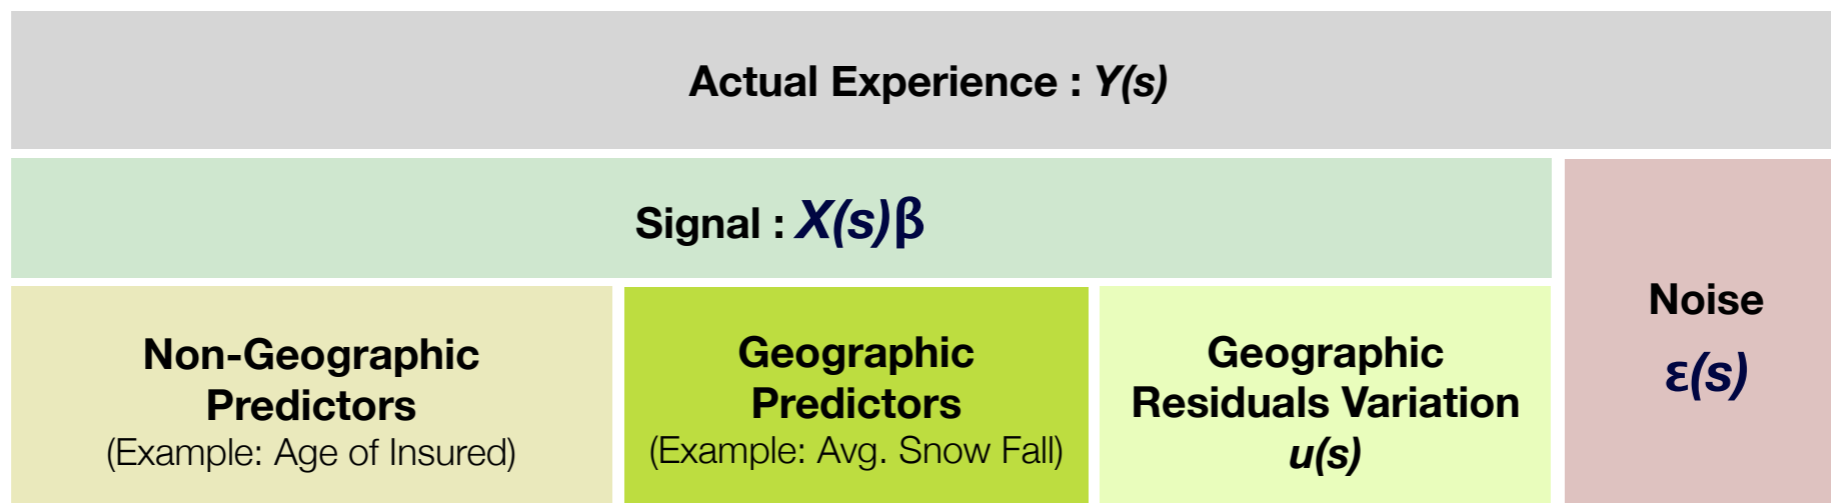 Actual Experience : Y(s)
Signal : X(s)β
Non-Geographic
Predictors
(Example: Age of Insured)
Geographic
Predictors
(Example: Avg. Snow Fall)
Geographic
Residuals Variation
u(s)
Noise
ε(s)